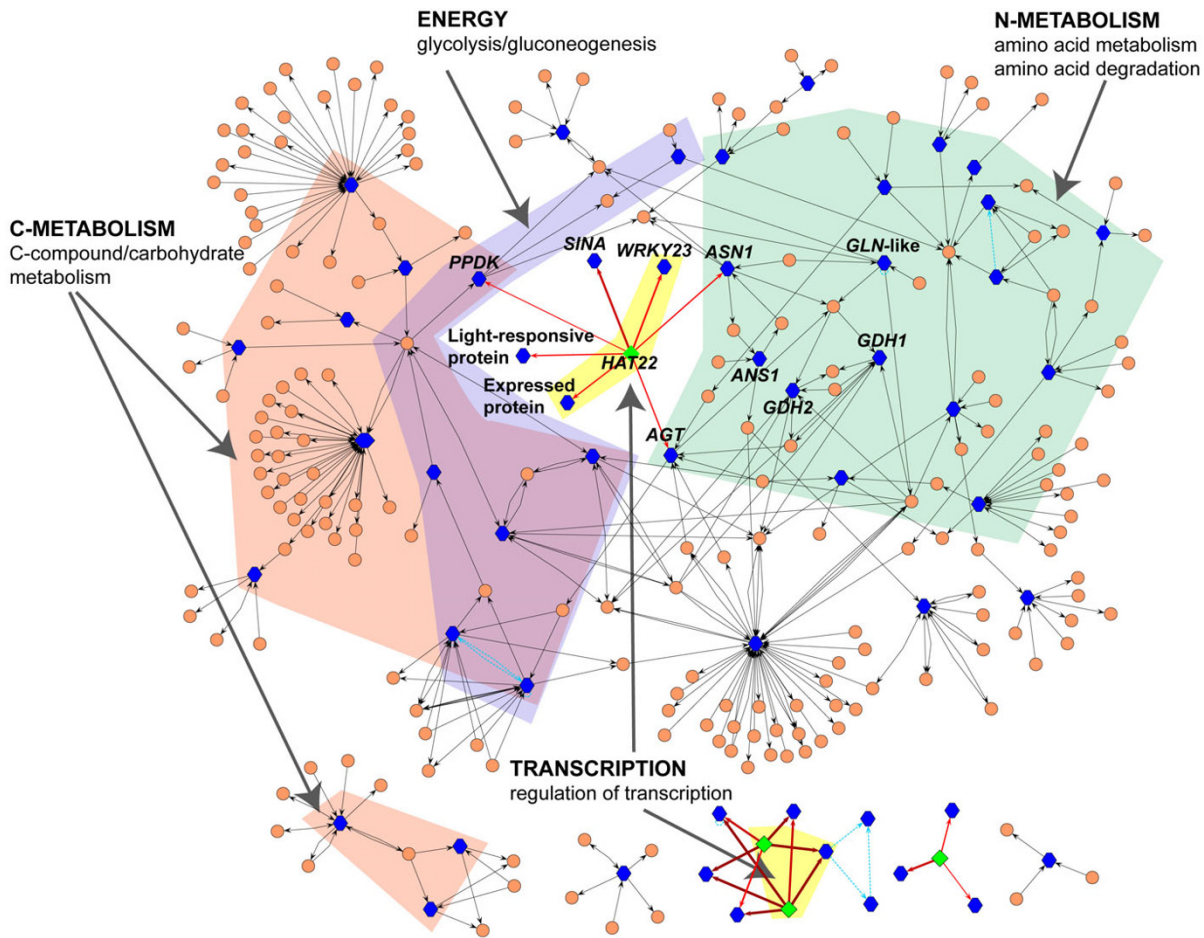 ENERGY
glycolysis/gluconeogenesis
N-METABOLISM
amino acid metabolism
amino acid degradation
C-METABOLISM
C-compound/carbohydrate
metabolism
SINA
WRKY23
ASN1
GLN-like
PPDK
Light-responsive
protein
HAT22
GDH1
ANS1
Expressed
protein
GDH2
AGT
TRANSCRIPTION
regulation of transcription